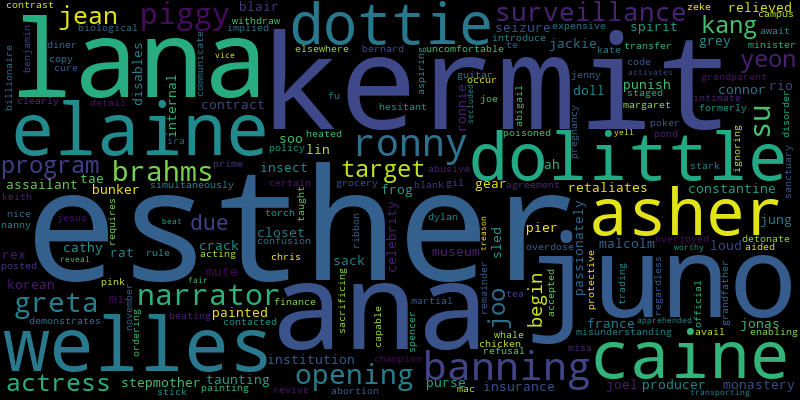 contrast jean piggy blair dottie surveillance zeke relieved
billionaire benjamin diner copy cure biological withdraw implied
lana kermit
communicate vice elsewhere bernard uncomfortable te seizure introduce expensive jackie kate spirit transfer kang grey campus await minister
clearly detail disables internal contract fu hesitant aspiring ronnie secluded guitar occur joe abigail jenny doll code activates punish staged margaret connor grandparent intimate formerly yeon rio
elaine ira soo heated policy lin ronny poisoned pregnancy yell pond poker stark ignoring su disorder
program brahms prime insect target abusive dolittle ah sanctuary
assailant tae simultaneously certain grocery frog blank gil agreement gear retaliates constantine
keith bunker taught
esther asher
nice nanny jesus requires beat due closet torch confusion ribbon celebrity dylan museum treason sled pier passionately malcolm loud overjoyed worthy jung detonate aided
rex posted cathy rat rule crack acting chris sack overdose protective
korean reveal pink mute fair juno
greta november narrator ana finance sacrificing martial remainder joo tea begin accepted trading regardless official grandfather
demonstrates ordering painted contacted beating capable spencer whale france misunderstanding apprehended avail jonas enabling
welles institution champion chicken refusal miss caine
actress stepmother taunting opening banning purse insurance joel producer monastery
stick painting revive abortion mac transporting